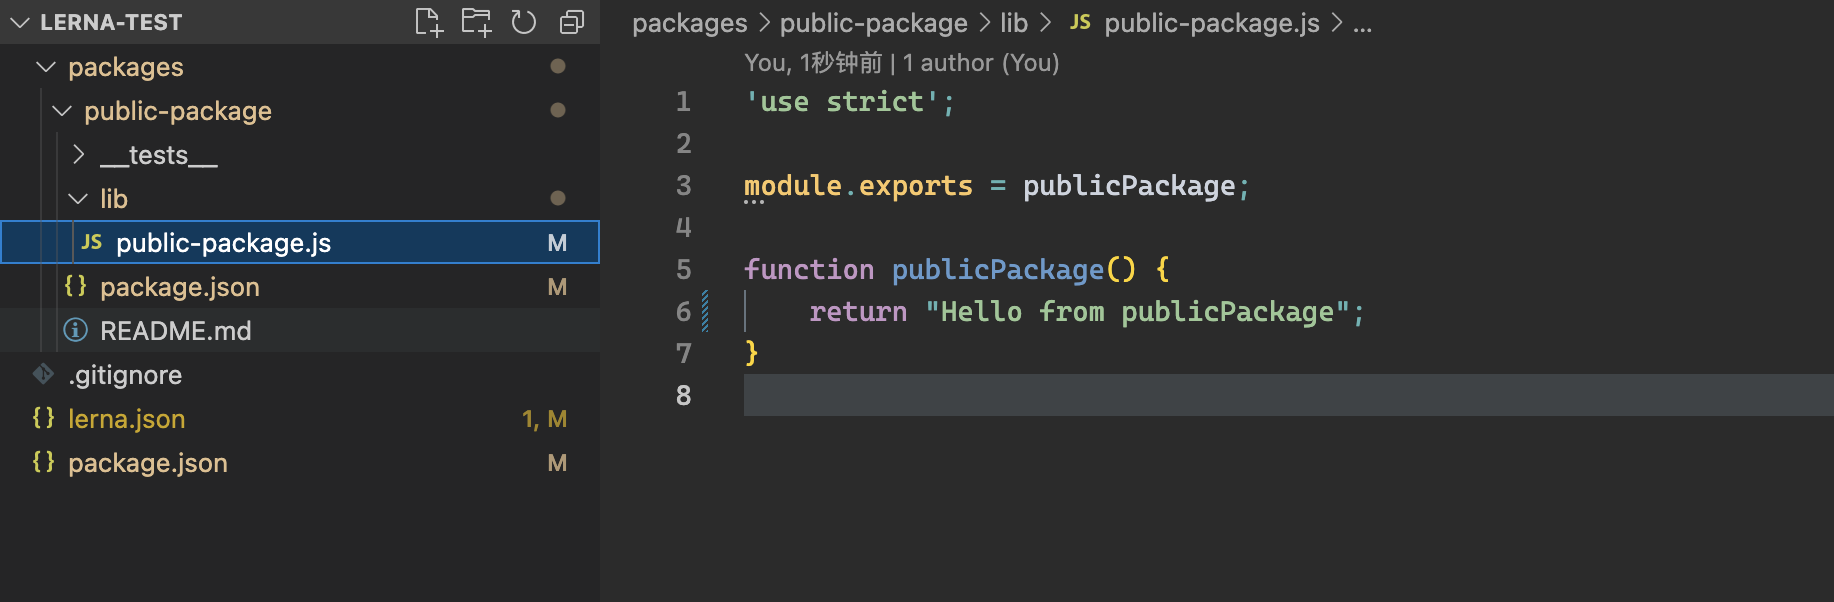 LERNA-TEST
packages
public-package
__tests__
lib
JS public-package.js M
{} package.json M
README.md
.gitignore
{} lerna.json 1, M
{} package.json M
packages > public-package > lib > JS public-package.js > ...
You, 1秒钟前 | 1 author (You)
1 'use strict';
2
3 module.exports = publicPackage;
4
5 function publicPackage() {
6 return "Hello from publicPackage";
7 }
8